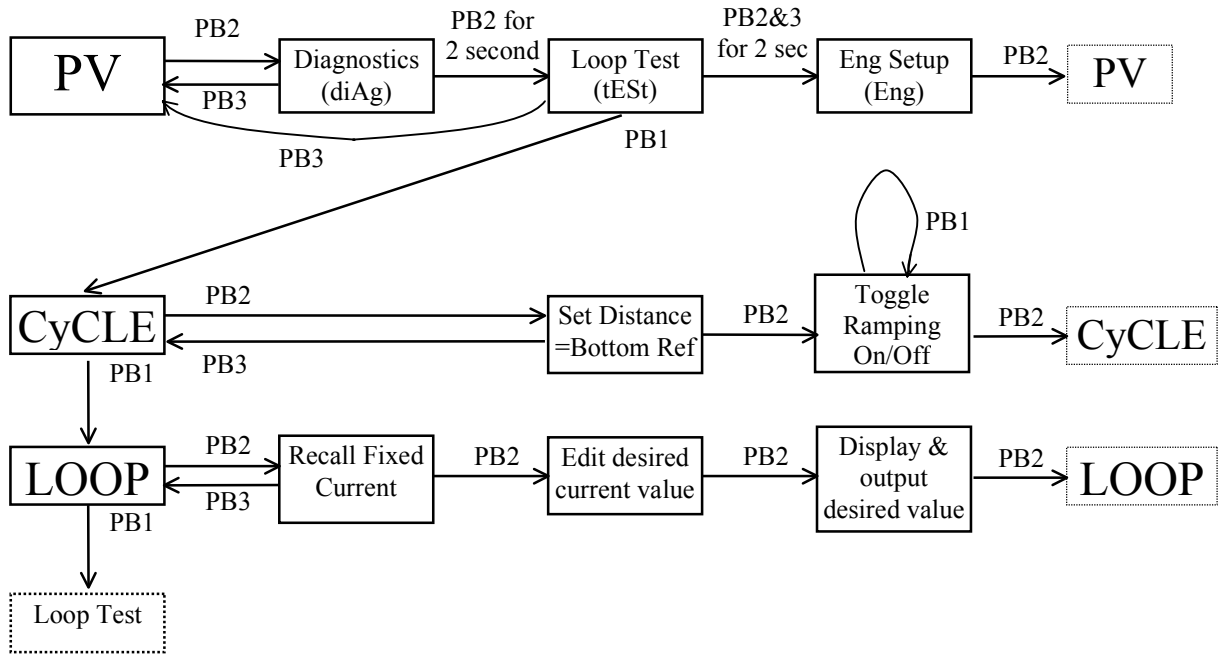 PB2
PB2 for
2 second
PB2&3
for 2 sec
PB2
PV
Diagnostics
(diAg)
Loop Test
(tESt)
Eng Setup
(Eng)
PV
PB3
PB3
PB1
PB1
PB2
CyCLE
PB3
Set Distance
=Bottom Ref
PB2
Toggle
Ramping
On/Off
PB2
CyCLE
PB1
PB2
LOOP
PB3
Recall Fixed
Current
PB2
Edit desired
current value
PB2
Display &
output
desired value
PB2
LOOP
PB1
Loop Test